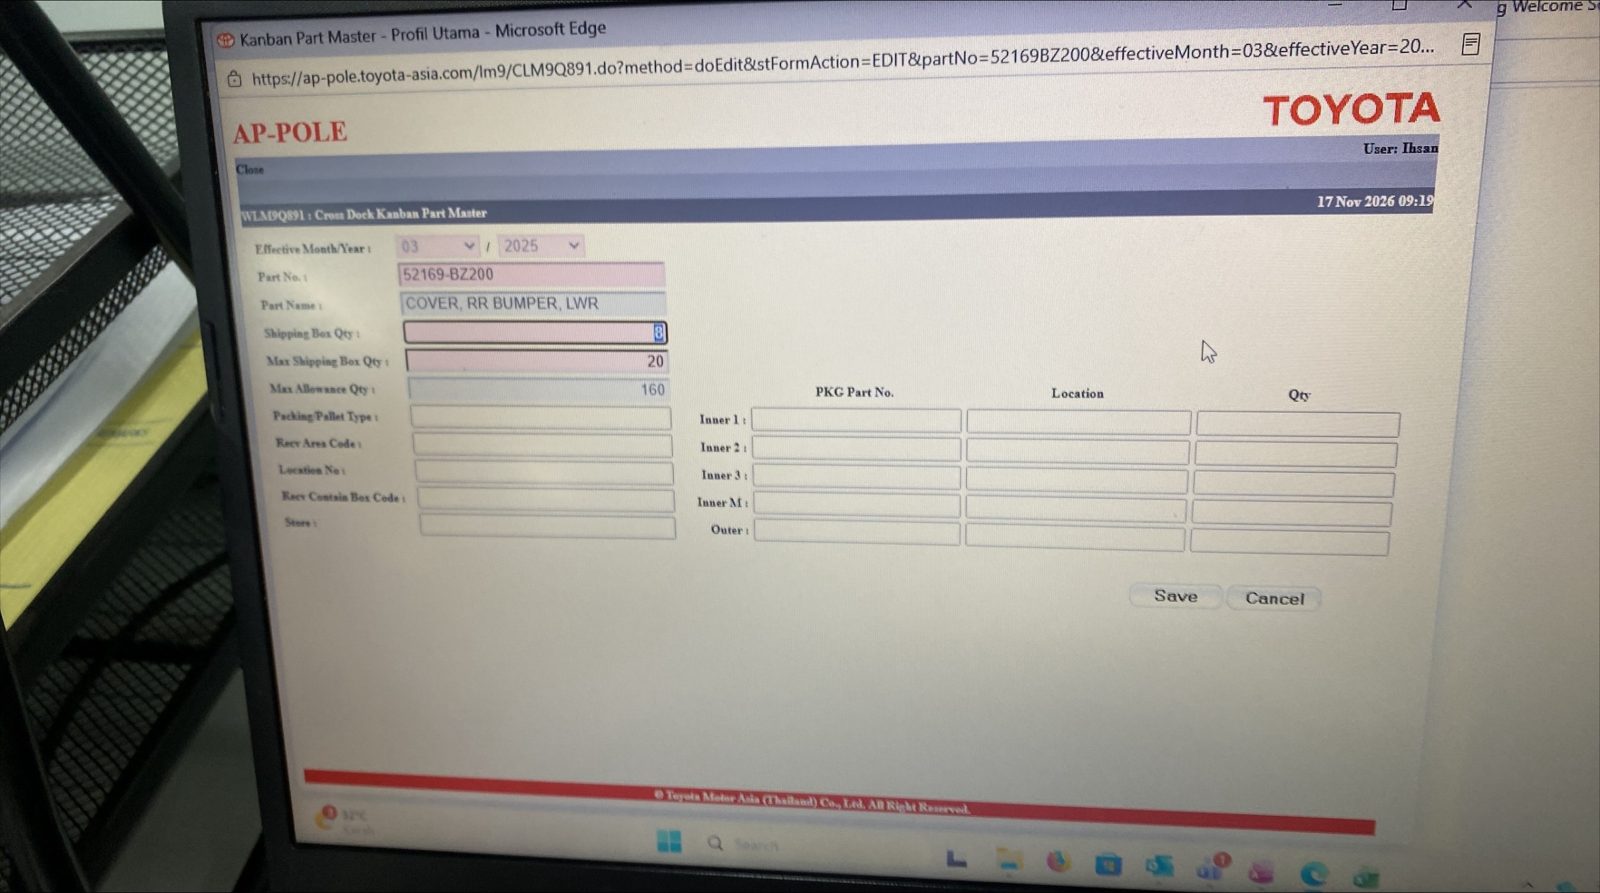 Kanban Part Master - Profil Utama - Microsoft Edge
g Welcome
https://ap-pole.toyota-asia.com/lm9/CLM9Q891.do?method=doEdit&stFormAction=EDIT&partNo=52169BZ200&effectiveMonth=03&effectiveYear=20...
AP-POLE
TOYOTA
User: Ihsan
Close
WLM9Q891 : Cross Dock Kanban Part Master
17 Nov 2026 09:19
Effective Month/Year : 03 / 2025
Part No. : 52169-BZ200
Part Name : COVER, RR BUMPER, LWR
Shipping Box Qty : 8
Max Shipping Box Qty : 20
Max Allowance Qty : 160
PKG Part No. Location Qty
Packing/Pallet Type : Inner 1 :
Recv Area Code : Inner 2 :
Location No : Inner 3 :
Recv Contain Box Code : Inner M :
Store : Outer :
Save Cancel
© Toyota Motor Asia (Thailand) Co., Ltd. All Right Reserved.
32°C
Search